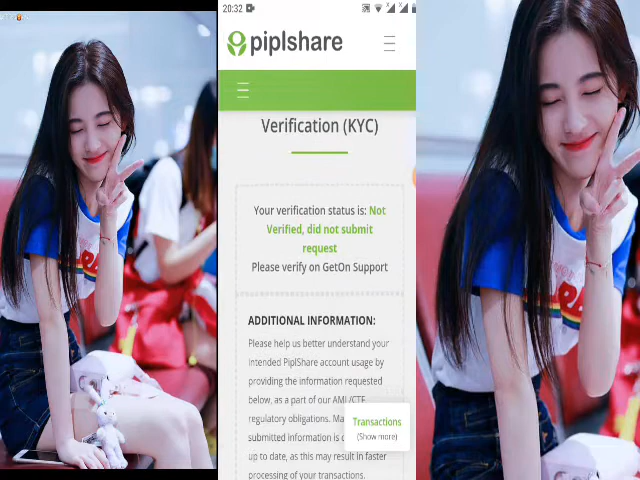 20:32
piplshare
Verification (KYC)
Your verification status is: Not
Verified, did not submit
request
Please verify on GetOn Support
ADDITIONAL INFORMATION:
Please help us better understand your
intended PiplShare account usage by
providing the information requested
below, as a part of our AML/CTF
regulatory obligations. Ma
submitted information is c
up to date, as this may result in faster
processing of your transactions.
Transactions
(Show more)